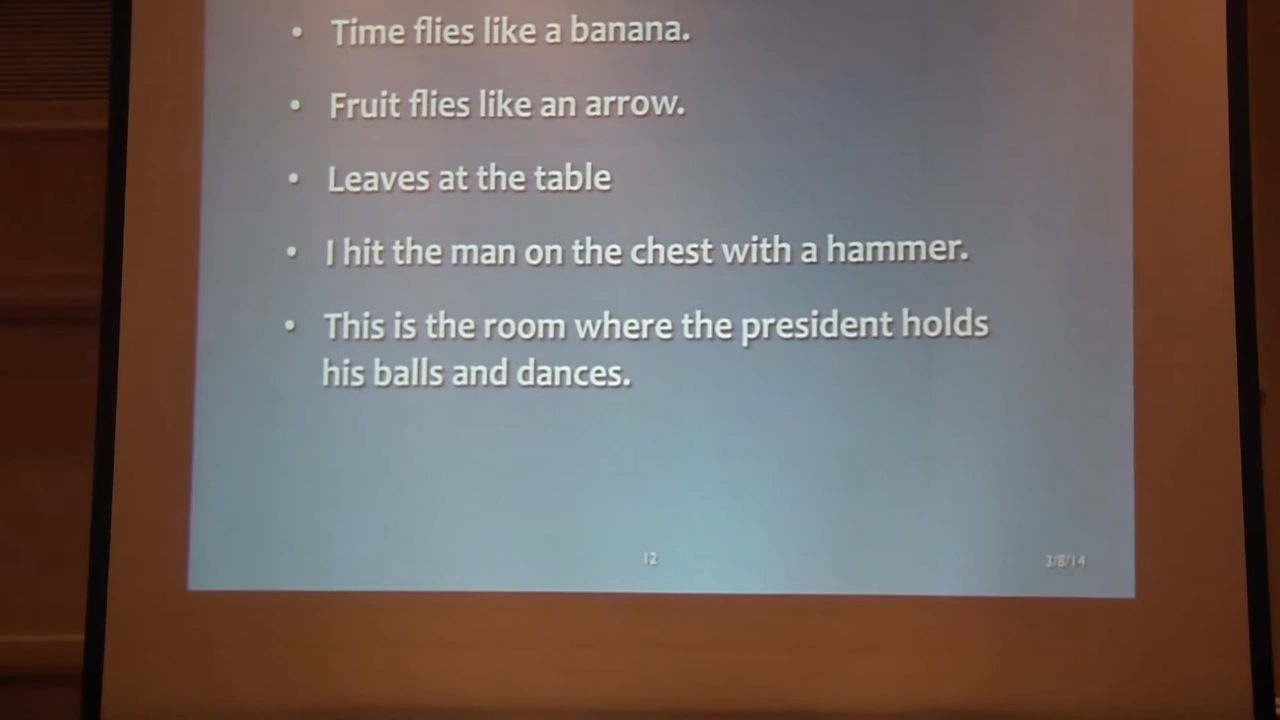 • Time flies like a banana.
• Fruit flies like an arrow.
• Leaves at the table
• I hit the man on the chest with a hammer.
• This is the room where the president holds
his balls and dances.
12
3/8/14